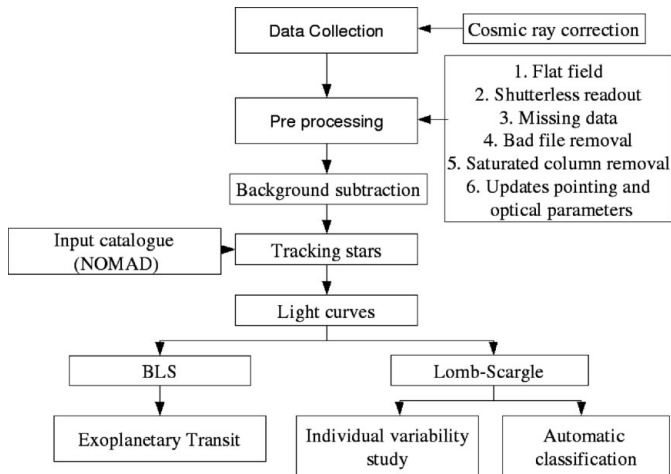 Data Collection
Cosmic ray correction
1. Flat field
2. Shutterless readout
3. Missing data
4. Bad file removal
5. Saturated column removal
6. Updates pointing and
optical parameters
Pre processing
Background subtraction
Input catalogue
(NOMAD)
Tracking stars
Light curves
BLS
Lomb-Scargle
Exoplanetary Transit
Individual variability
study
Automatic
classification